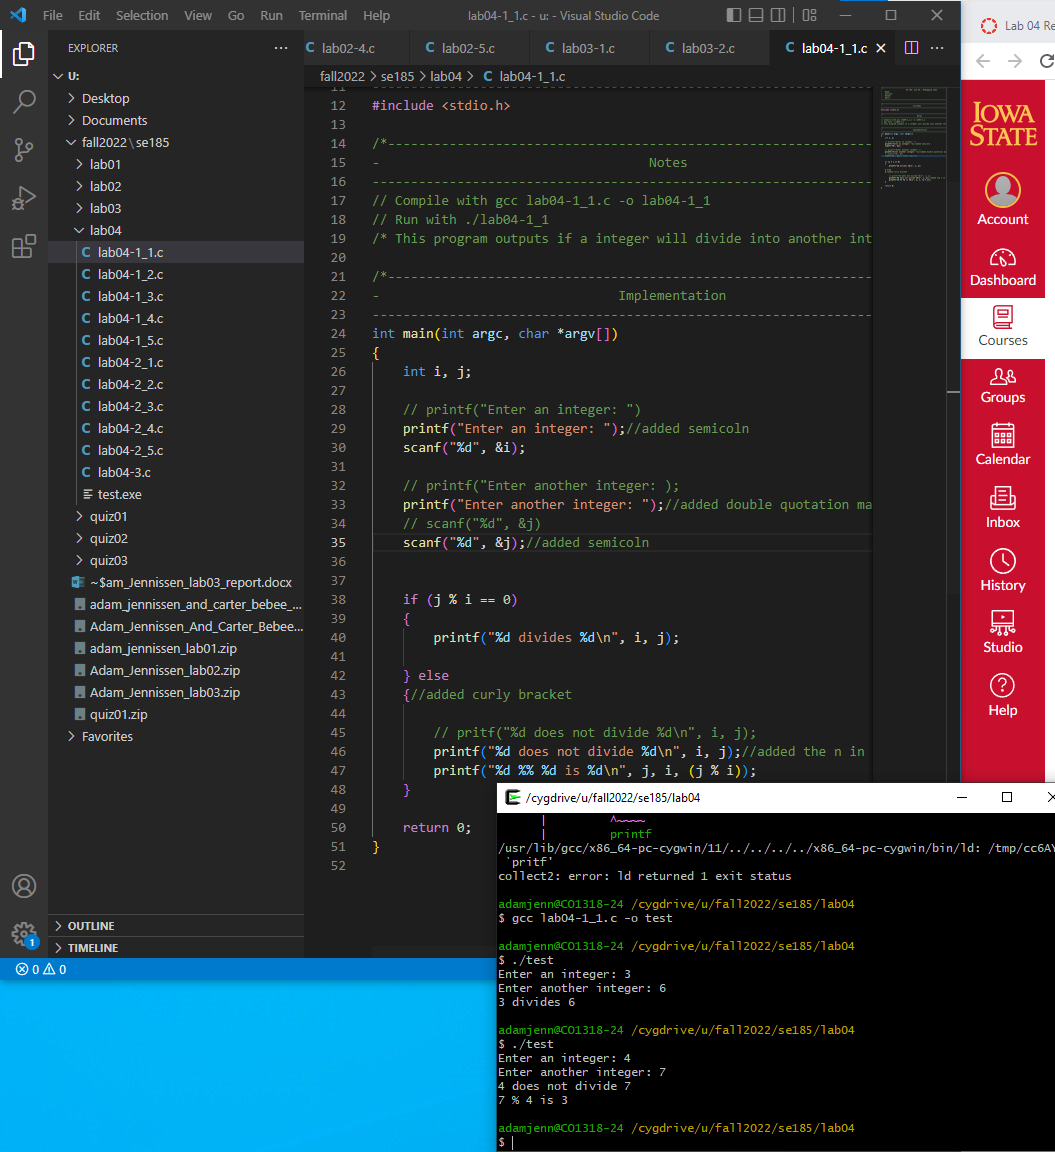 File Edit Selection View Go Run Terminal Help
lab04-1_1.c - u: - Visual Studio Code
EXPLORER
U:
Desktop
Documents
fall2022\se185
lab01
lab02
lab03
lab04
C lab04-1_1.c
C lab04-1_2.c
C lab04-1_3.c
C lab04-1_4.c
C lab04-1_5.c
C lab04-2_1.c
C lab04-2_2.c
C lab04-2_3.c
C lab04-2_4.c
C lab04-2_5.c
C lab04-3.c
test.exe
quiz01
quiz02
quiz03
~$am_Jennissen_lab03_report.docx
adam_jennissen_and_carter_bebee_...
Adam_Jennissen_And_Carter_Bebee...
adam_jennissen_lab01.zip
Adam_Jennissen_lab02.zip
Adam_Jennissen_lab03.zip
quiz01.zip
Favorites
OUTLINE
TIMELINE
1
0 0
C lab02-4.c C lab02-5.c C lab03-1.c C lab03-2.c C lab04-1_1.c
fall2022 > se185 > lab04 > C lab04-1_1.c
11
12 #include <stdio.h>
13
14 /*---------------------------------------------------------------
15 - Notes
16 -----------------------------------------------------------------
17 // Compile with gcc lab04-1_1.c -o lab04-1_1
18 // Run with ./lab04-1_1
19 /* This program outputs if a integer will divide into another int
20
21 /*---------------------------------------------------------------
22 - Implementation
23 -----------------------------------------------------------------
24 int main(int argc, char *argv[])
25 {
26 int i, j;
27
28 // printf("Enter an integer: ")
29 printf("Enter an integer: ");//added semicoln
30 scanf("%d", &i);
31
32 // printf("Enter another integer: );
33 printf("Enter another integer: ");//added double quotation ma
34 // scanf("%d", &j)
35 scanf("%d", &j);//added semicoln
36
37
38 if (j % i == 0)
39 {
40 printf("%d divides %d\n", i, j);
41
42 } else
43 {//added curly bracket
44
45 // pritf("%d does not divide %d\n", i, j);
46 printf("%d does not divide %d\n", i, j);//added the n in
47 printf("%d %% %d is %d\n", j, i, (j % i));
48 }
49
50 return 0;
51 }
52
Lab 04 Re
IOWA
STATE
Account
Dashboard
Courses
Groups
Calendar
Inbox
History
Studio
Help
/cygdrive/u/fall2022/se185/lab04
| ^~~~~
| printf
/usr/lib/gcc/x86_64-pc-cygwin/11/../../../../x86_64-pc-cygwin/bin/ld: /tmp/cc6AY
`pritf'
collect2: error: ld returned 1 exit status
adamjenn@CO1318-24 /cygdrive/u/fall2022/se185/lab04
$ gcc lab04-1_1.c -o test
adamjenn@CO1318-24 /cygdrive/u/fall2022/se185/lab04
$ ./test
Enter an integer: 3
Enter another integer: 6
3 divides 6
adamjenn@CO1318-24 /cygdrive/u/fall2022/se185/lab04
$ ./test
Enter an integer: 4
Enter another integer: 7
4 does not divide 7
7 % 4 is 3
adamjenn@CO1318-24 /cygdrive/u/fall2022/se185/lab04
$